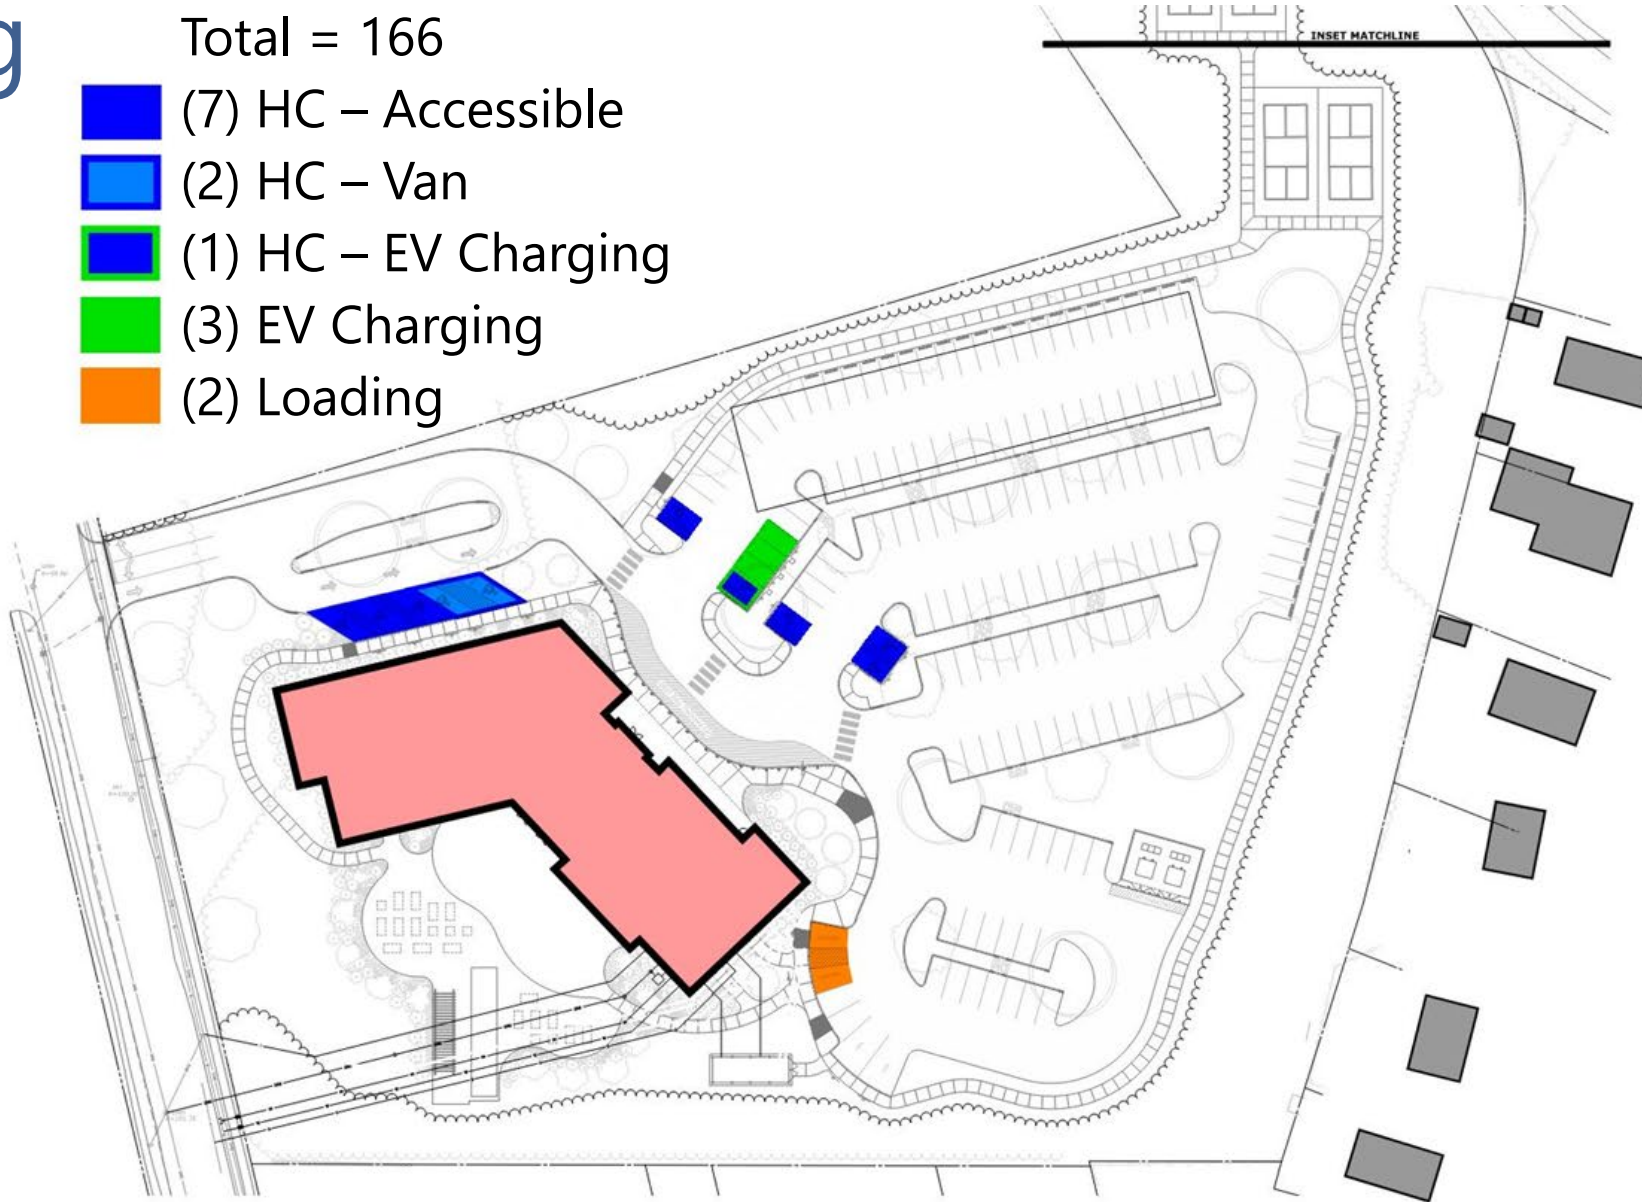 g
Total = 166
(7) HC – Accessible
(2) HC – Van
(1) HC – EV Charging
(3) EV Charging
(2) Loading
INSET MATCHLINE